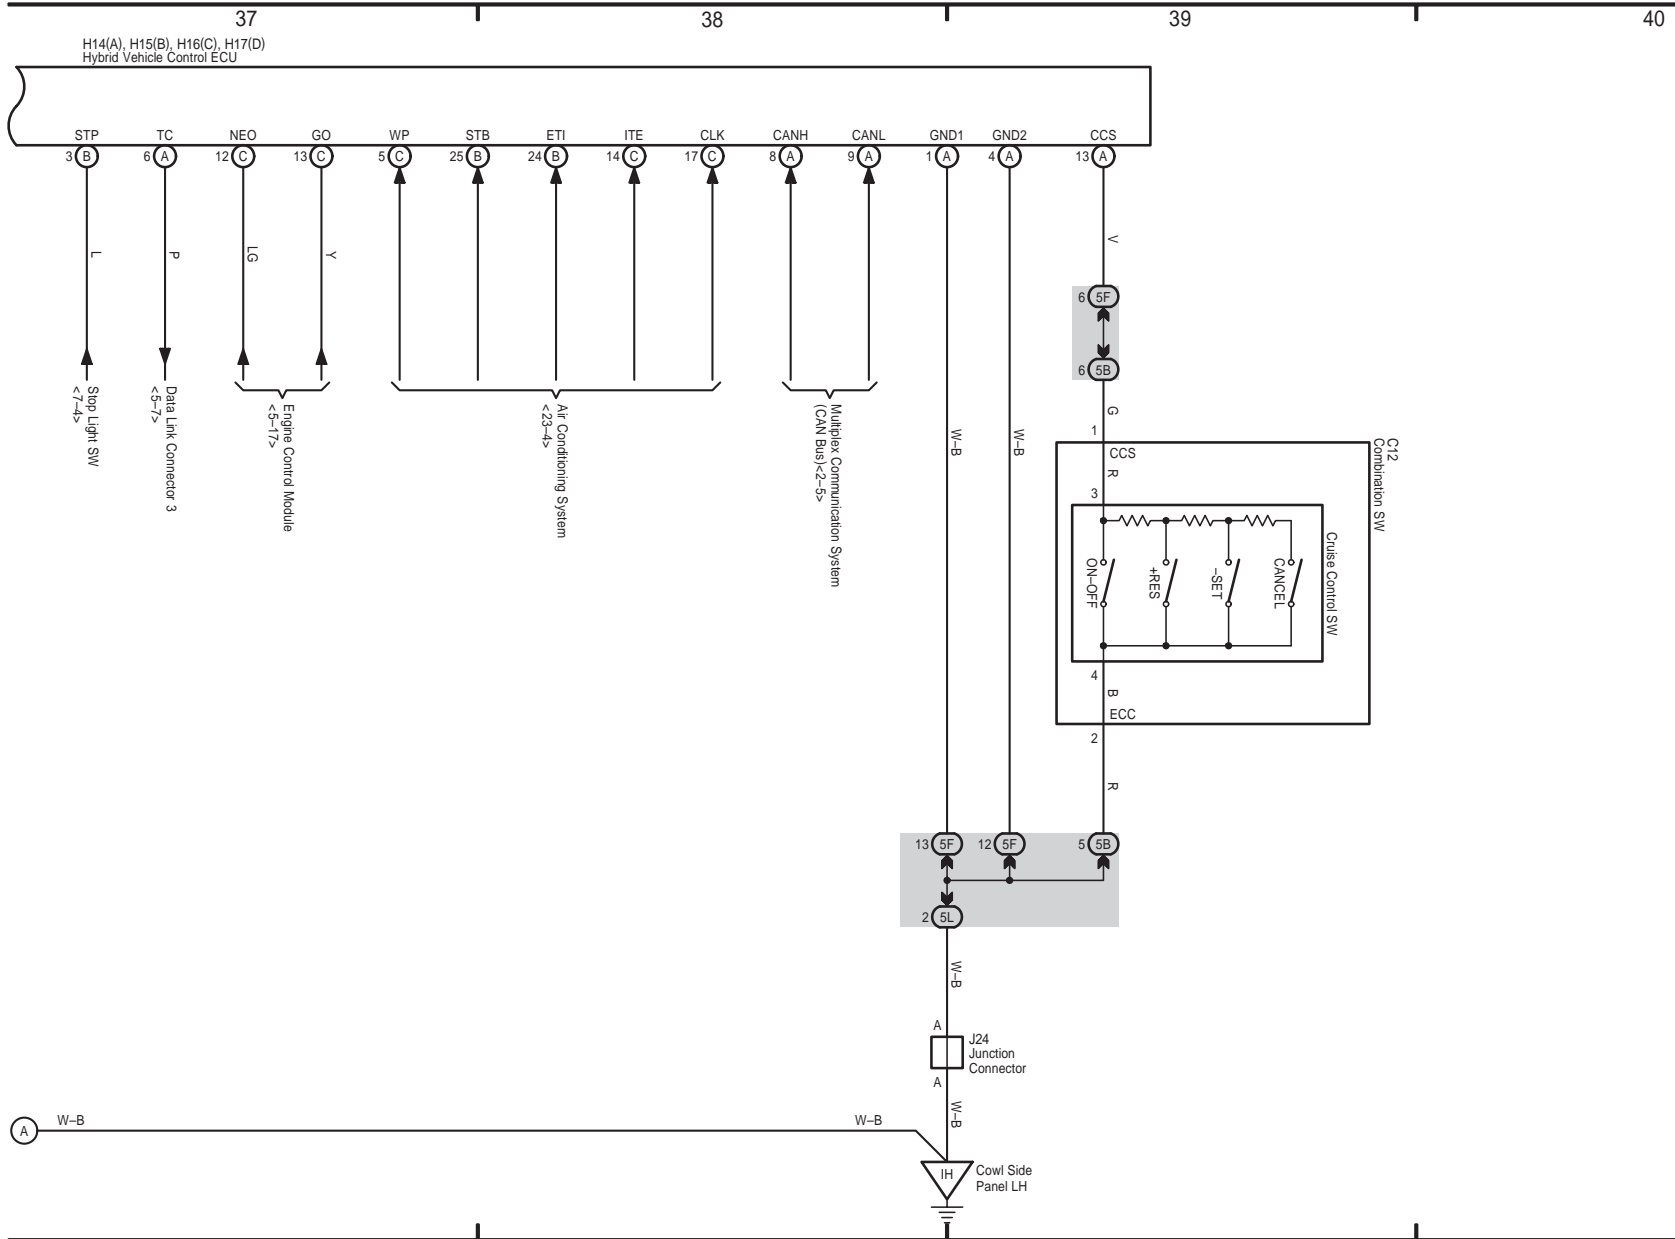 37
38
39
40
H14(A), H15(B), H16(C), H17(D)
Hybrid Vehicle Control ECU
STP
TC
NEO
GO
WP
STB
ETI
ITE
CLK
CANH
CANL
GND1
GND2
CCS
3 B
6 A
12 C
13 C
5 C
25 B
24 B
14 C
17 C
8 A
9 A
1 A
4 A
13 A
L
P
LG
Y
V
6 5F
6 5B
Stop Light SW
<7–4>
Data Link Connector 3
<5–7>
Engine Control Module
<5–17>
Air Conditioning System
<23–4>
Multiplex Communication System
(CAN Bus)<2–5>
W–B
W–B
G
1
C12
Combination SW
CCS
R
3
Cruise Control SW
ON–OFF
+RES
–SET
CANCEL
4
B
ECC
2
R
13 5F
12 5F
5 5B
2 5L
W–B
A
J24
Junction
Connector
A
W–B
A
W–B
W–B
IH
Cowl Side
Panel LH